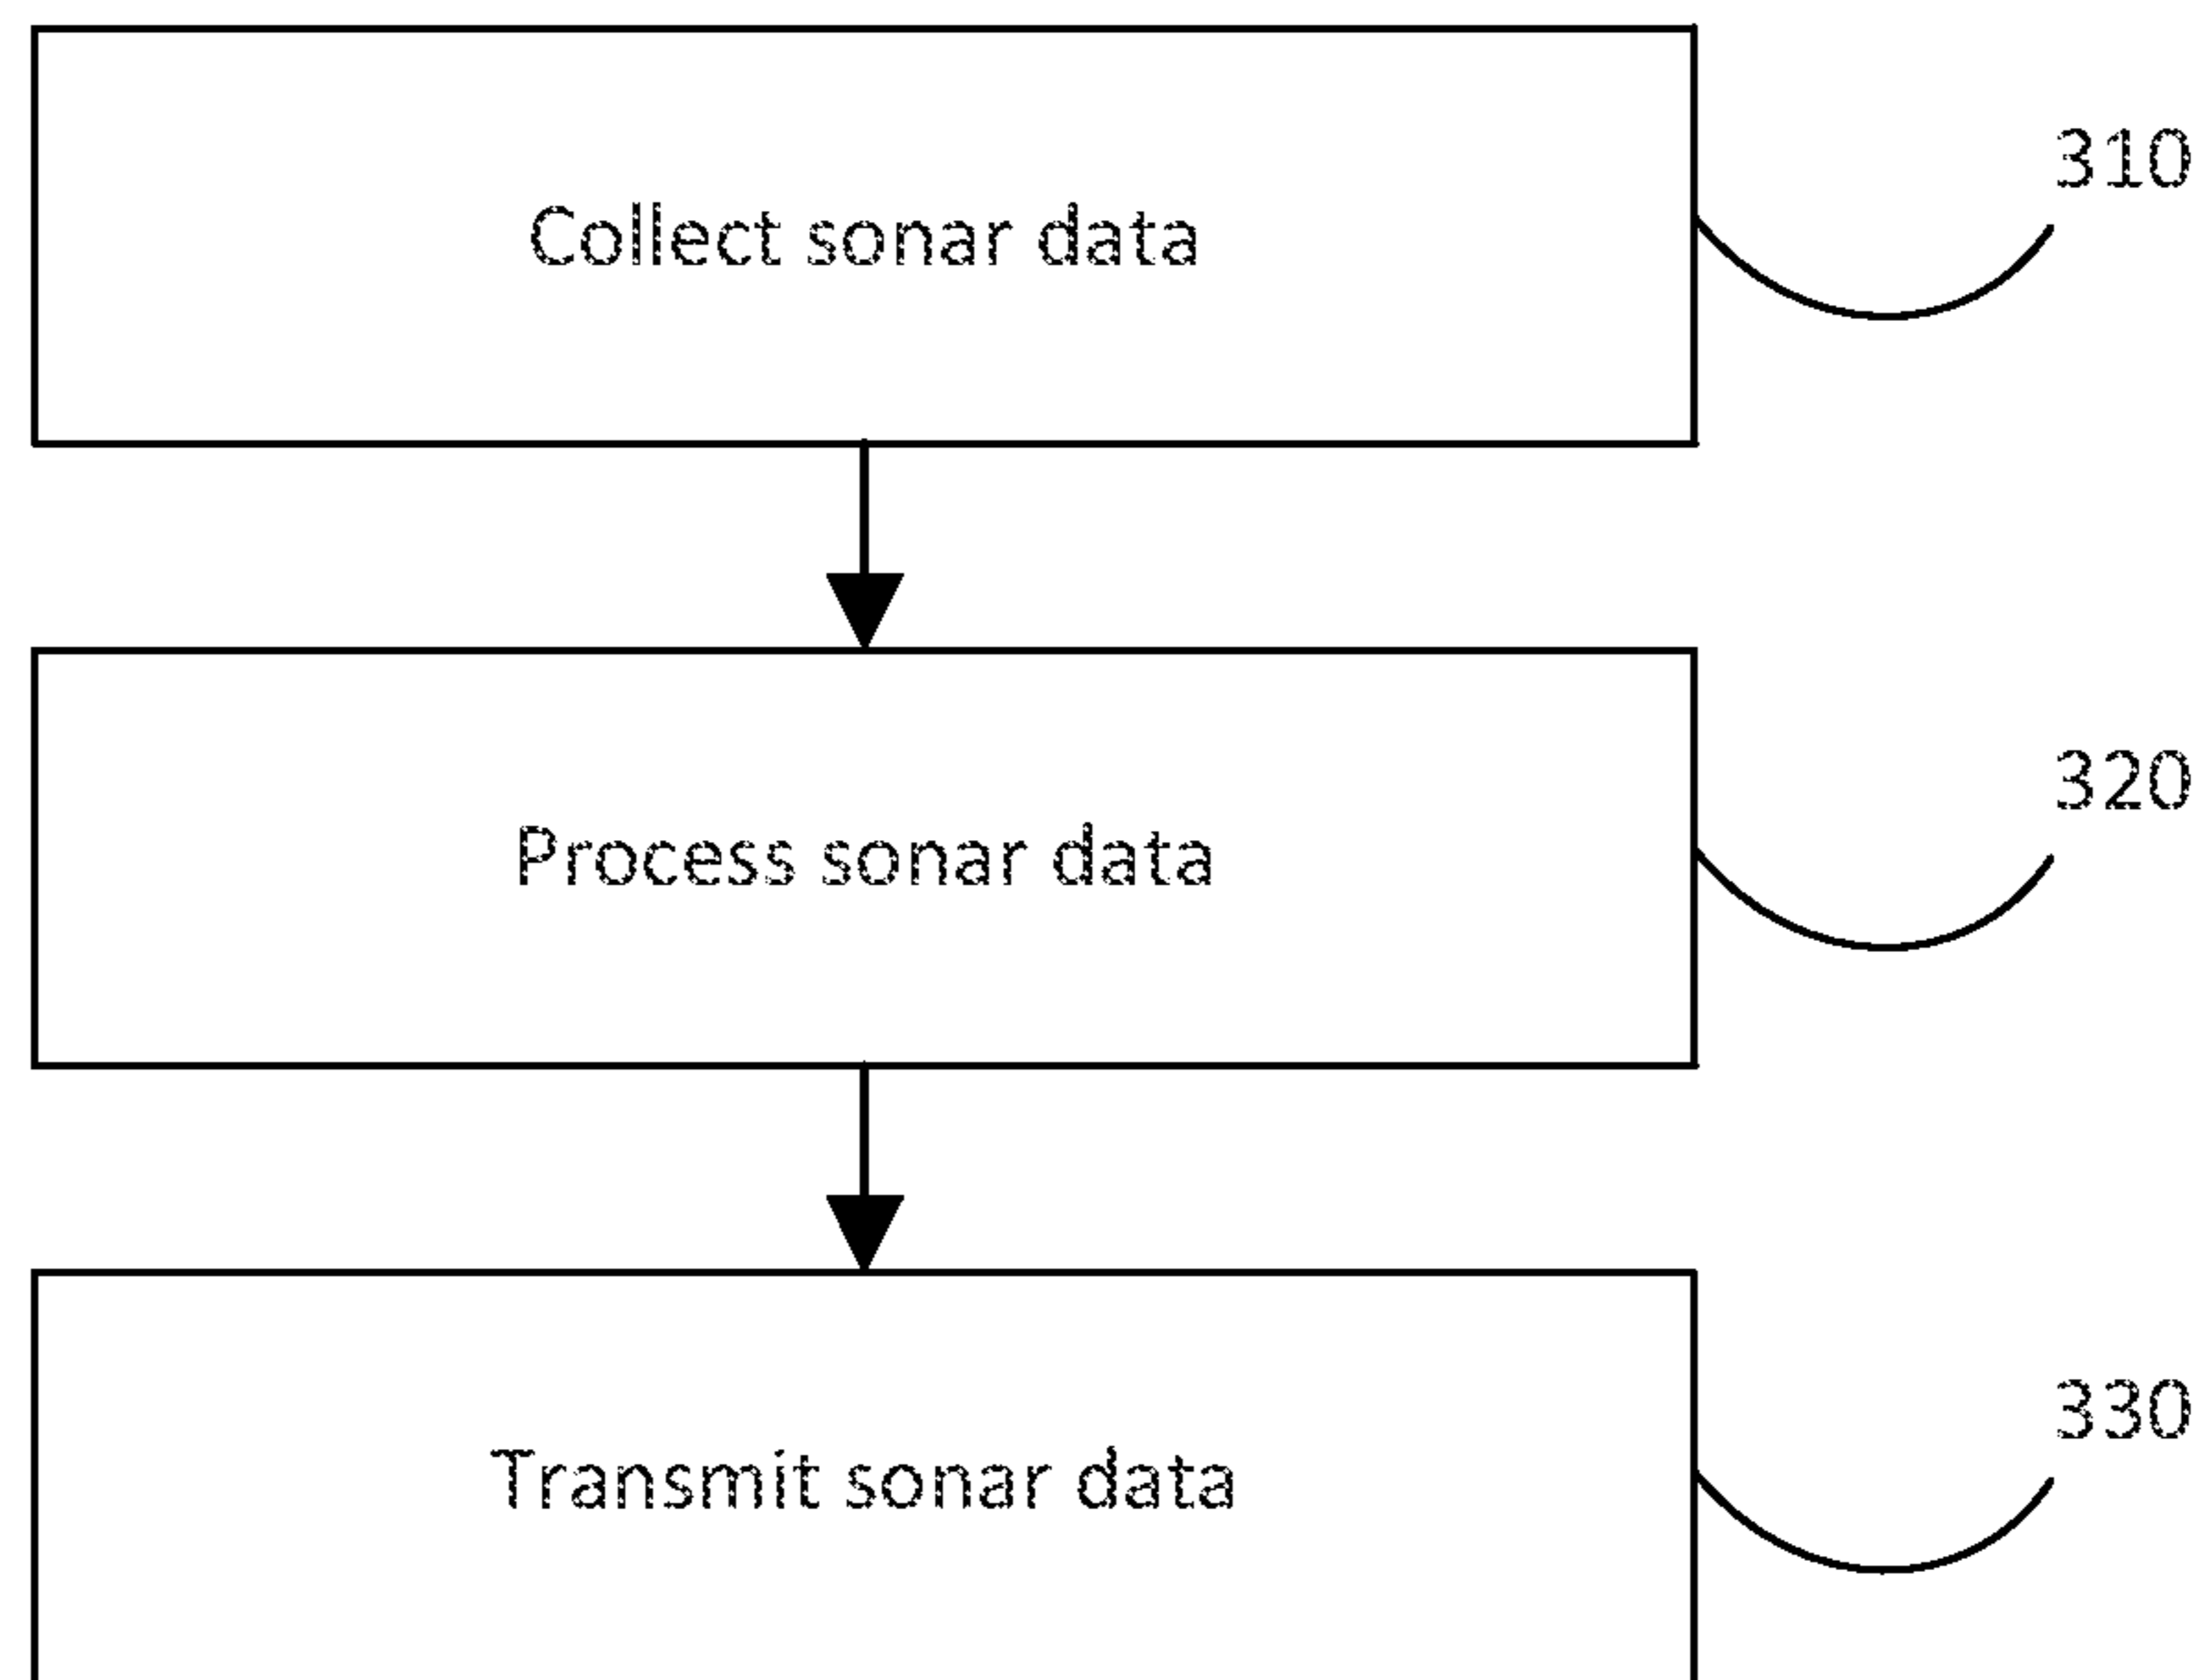 Collect sonar data
310
Process sonar data
320
Transmit sonar data
330